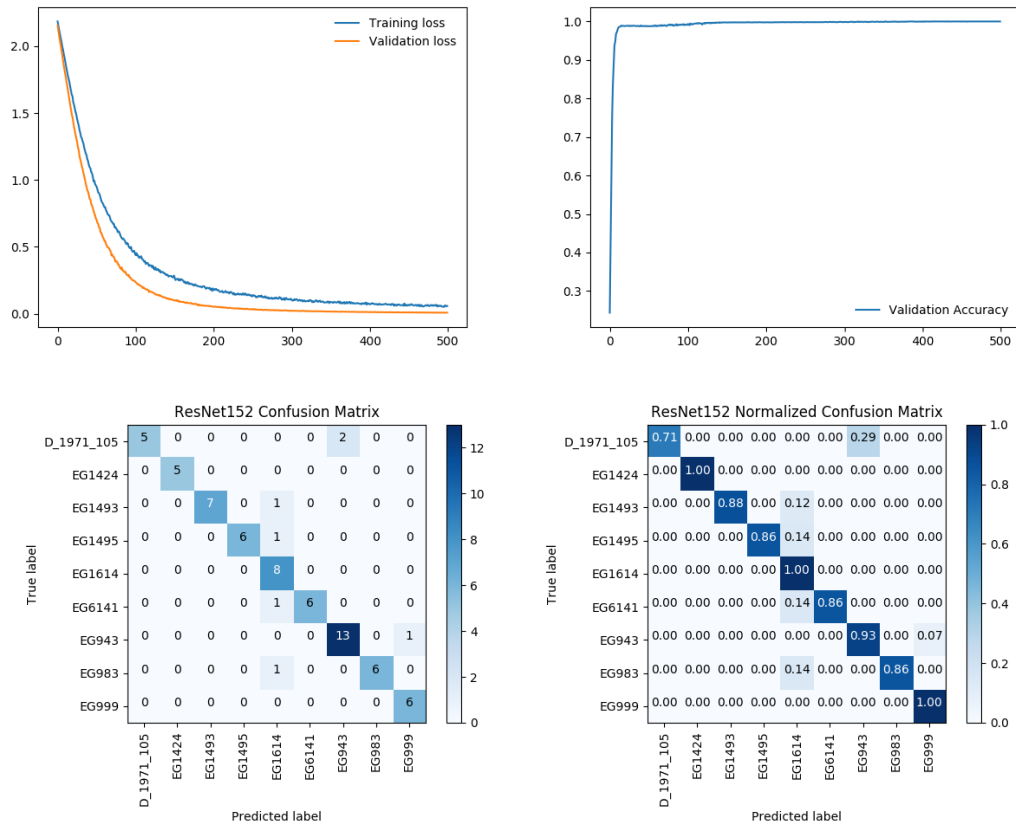 Training loss
Validation loss
2.0
1.5
1.0
0.5
0.0
0 100 200 300 400 500
1.0
0.9
0.8
0.7
0.6
0.5
0.4
0.3
Validation Accuracy
0 100 200 300 400 500
ResNet152 Confusion Matrix
True label
D_1971_105 5 0 0 0 0 0 2 0 0
EG1424 0 5 0 0 0 0 0 0 0
EG1493 0 0 7 0 1 0 0 0 0
EG1495 0 0 0 6 1 0 0 0 0
EG1614 0 0 0 0 8 0 0 0 0
EG6141 0 0 0 0 1 6 0 0 0
EG943 0 0 0 0 0 0 13 0 1
EG983 0 0 0 0 1 0 0 6 0
EG999 0 0 0 0 0 0 0 0 6
D_1971_105 EG1424 EG1493 EG1495 EG1614 EG6141 EG943 EG983 EG999
Predicted label
12
10
8
6
4
2
0
ResNet152 Normalized Confusion Matrix
True label
D_1971_105 0.71 0.00 0.00 0.00 0.00 0.00 0.29 0.00 0.00
EG1424 0.00 1.00 0.00 0.00 0.00 0.00 0.00 0.00 0.00
EG1493 0.00 0.00 0.88 0.00 0.12 0.00 0.00 0.00 0.00
EG1495 0.00 0.00 0.00 0.86 0.14 0.00 0.00 0.00 0.00
EG1614 0.00 0.00 0.00 0.00 1.00 0.00 0.00 0.00 0.00
EG6141 0.00 0.00 0.00 0.00 0.14 0.86 0.00 0.00 0.00
EG943 0.00 0.00 0.00 0.00 0.00 0.00 0.93 0.00 0.07
EG983 0.00 0.00 0.00 0.00 0.14 0.00 0.00 0.86 0.00
EG999 0.00 0.00 0.00 0.00 0.00 0.00 0.00 0.00 1.00
D_1971_105 EG1424 EG1493 EG1495 EG1614 EG6141 EG943 EG983 EG999
Predicted label
1.0
0.8
0.6
0.4
0.2
0.0